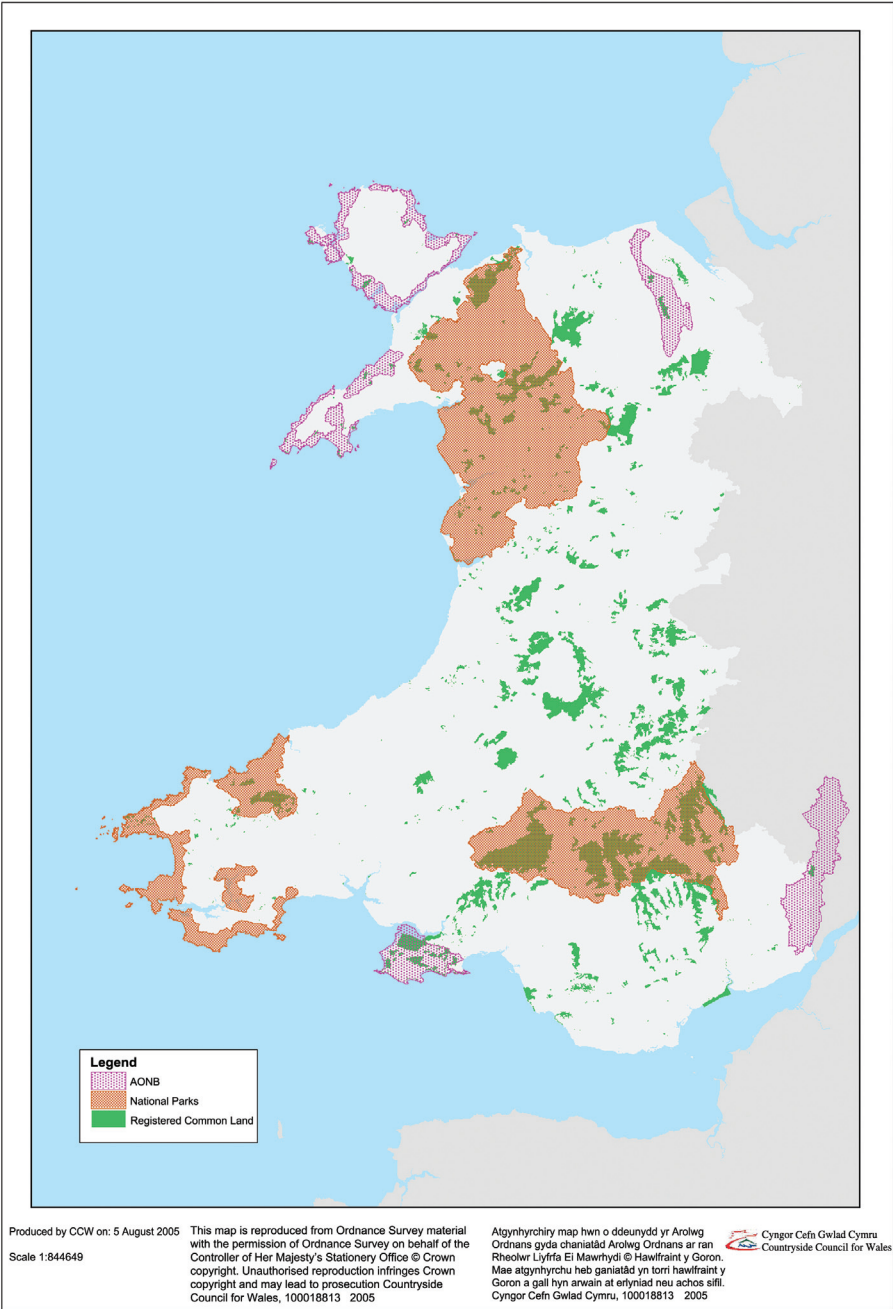 Legend
AONB
National Parks
Registered Common Land
Produced by CCW on: 5 August 2005
Scale 1:844649
This map is reproduced from Ordnance Survey material
with the permission of Ordnance Survey on behalf of the
Controller of Her Majesty's Stationery Office © Crown
copyright. Unauthorised reproduction infringes Crown
copyright and may lead to prosecution Countryside
Council for Wales, 100018813 2005
Atgynhyrchiry map hwn o ddeunydd yr Arolwg
Ordnans gyda chaniatâd Arolwg Ordnans ar ran
Rheolwr Llyfrfa Ei Mawrhydi © Hawlfraint y Goron.
Mae atgynhyrchu heb ganiatâd yn torri hawlfraint y
Goron a gall hyn arwain at erlyniad neu achos sifil.
Cyngor Cefn Gwlad Cymru, 100018813 2005
Cyngor Cefn Gwlad Cymru
Countryside Council for Wales